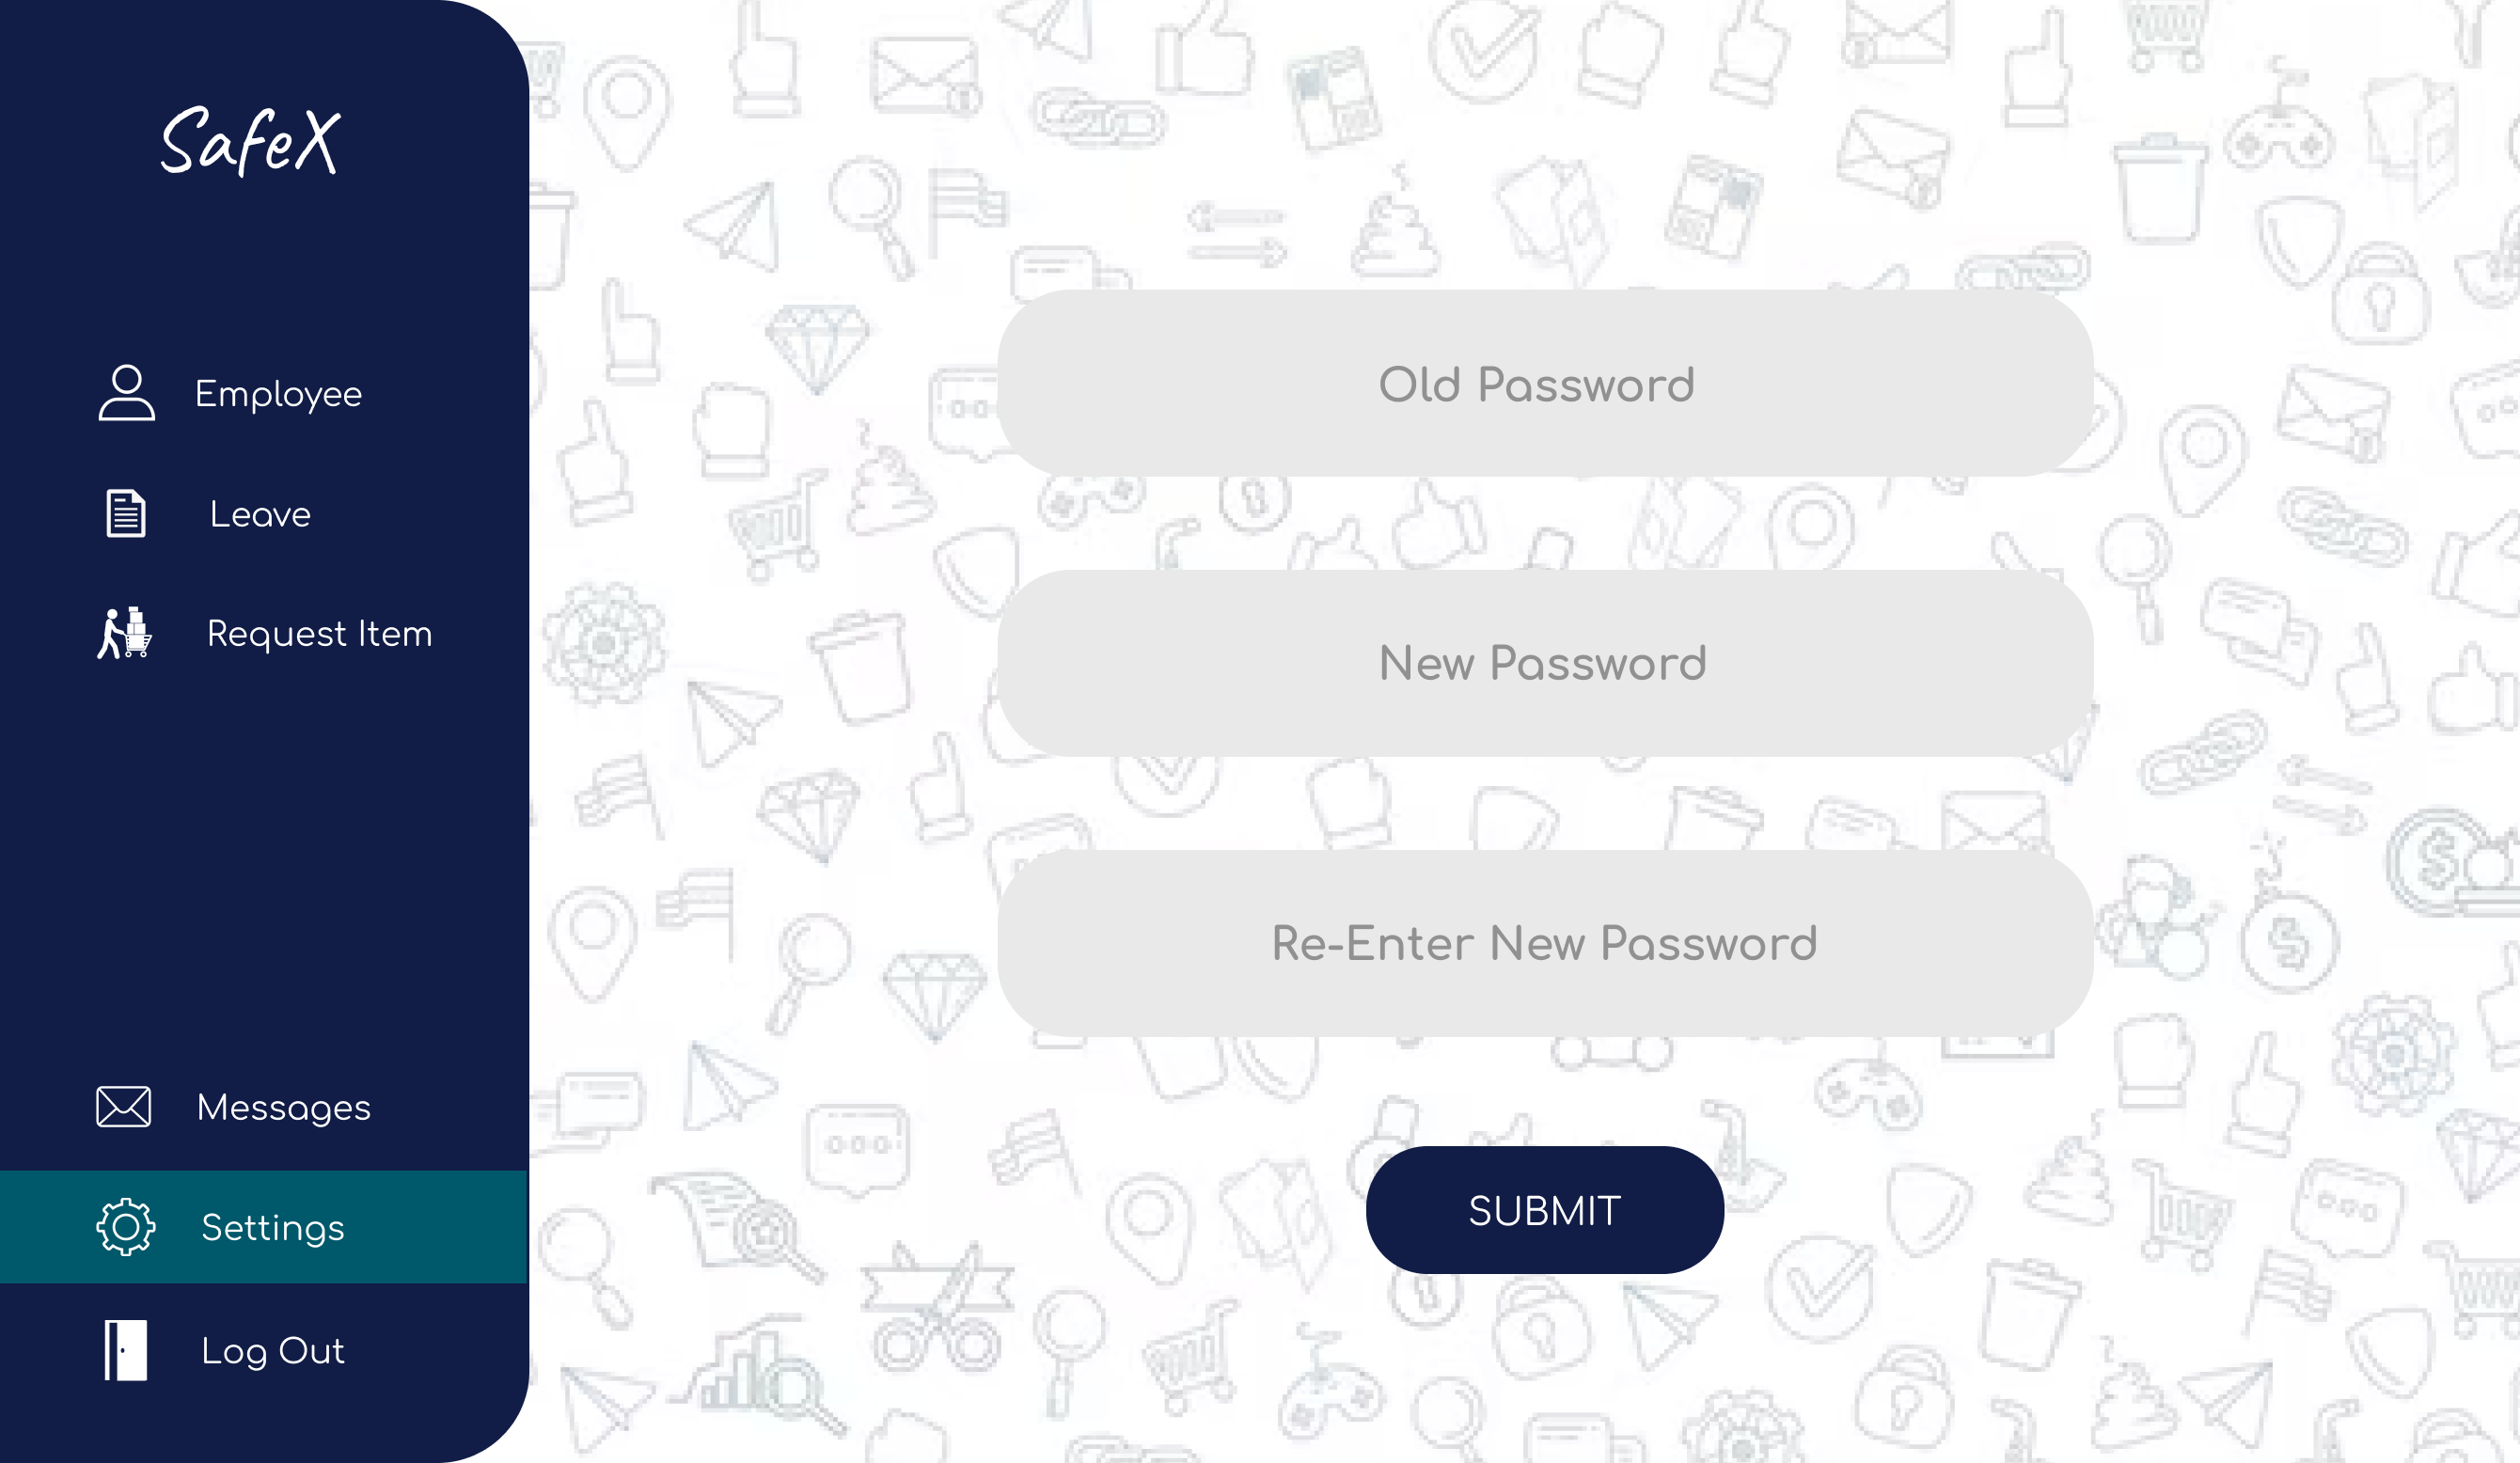 SafeX
Employee
Leave
Request Item
Messages
Settings
Log Out
Old Password
New Password
Re-Enter New Password
SUBMIT